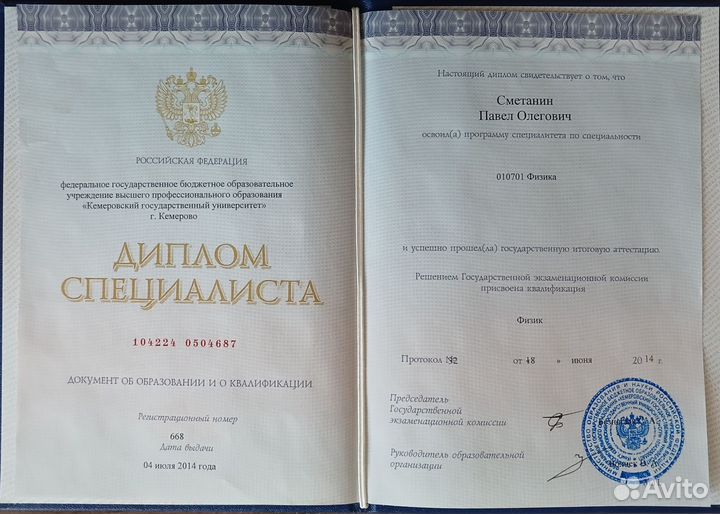 РОССИЙСКАЯ ФЕДЕРАЦИЯ
федеральное государственное бюджетное образовательное
учреждение высшего профессионального образования
«Кемеровский государственный университет»
г. Кемерово
ДИПЛОМ
СПЕЦИАЛИСТА
104224 0504687
ДОКУМЕНТ ОБ ОБРАЗОВАНИИ И О КВАЛИФИКАЦИИ
Регистрационный номер
668
Дата выдачи
04 июля 2014 года
Настоящий диплом свидетельствует о том, что
Сметанин
Павел Олегович
освоил(а) программу специалитета по специальности
010701 Физика
и успешно прошел(ла) государственную итоговую аттестацию.
Решением Государственной экзаменационной комиссии
присвоена квалификация
Физик
Протокол № от «18» июня 2014 г.
Председатель
Государственной
экзаменационной комиссии
Руководитель образовательной
организации
Avito